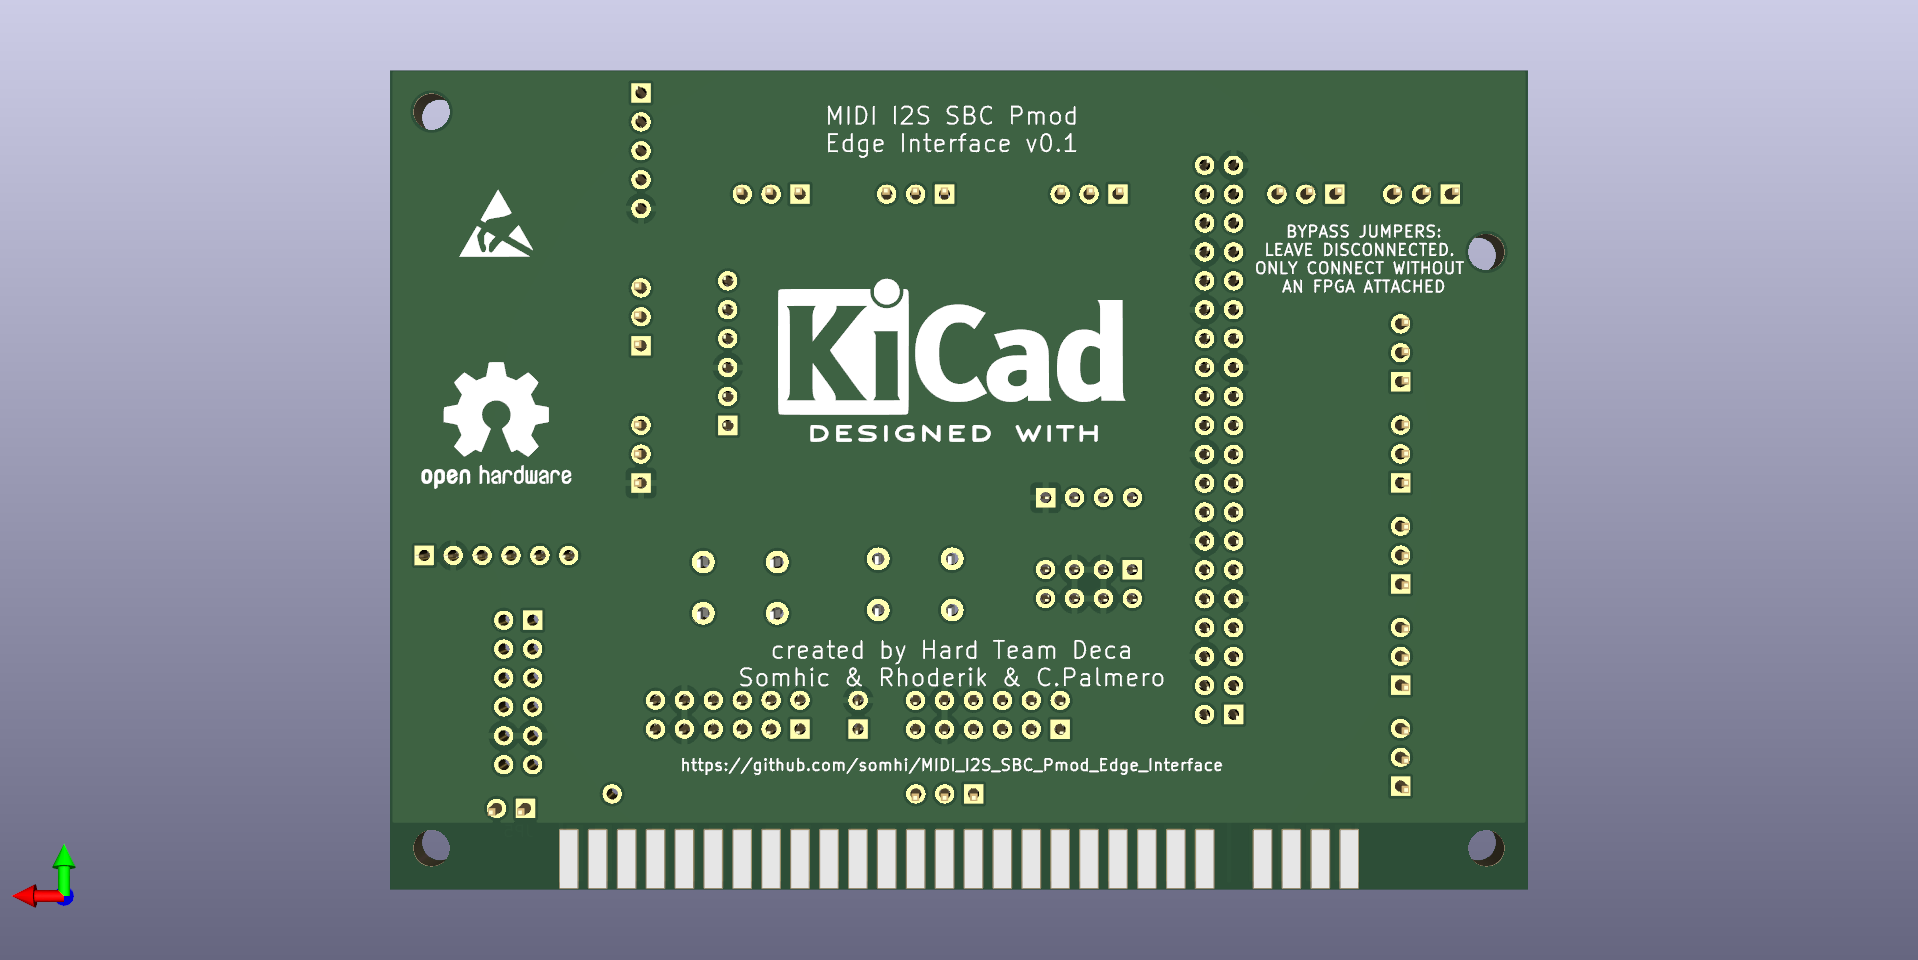 MIDI I2S SBC Pmod
Edge Interface v0.1
BYPASS JUMPERS:
LEAVE DISCONNECTED.
ONLY CONNECT WITHOUT
AN FPGA ATTACHED
KiCad
DESIGNED WITH
open hardware
created by Hard Team Deca
Somhic & Rhoderik & C.Palmero
https://github.com/somhi/MIDI_I2S_SBC_Pmod_Edge_Interface